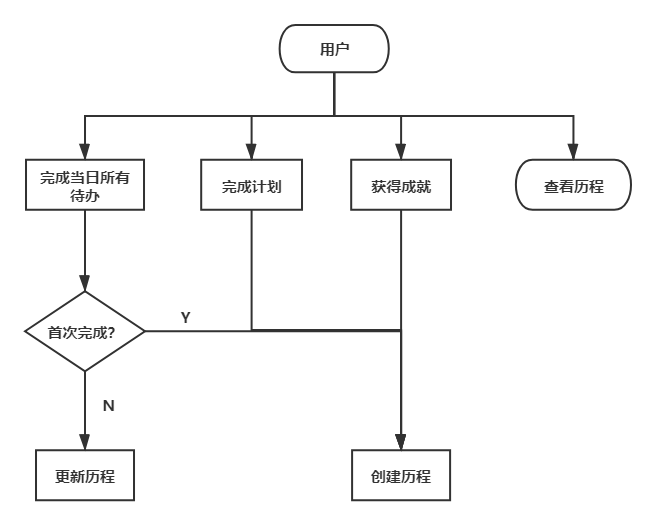 用户
完成当日所有
待办
完成计划
获得成就
查看历程
首次完成?
Y
N
更新历程
创建历程